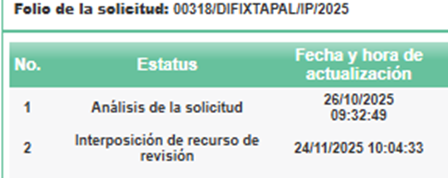 Folio de la solicitud: 00318/DIFIXTAPAL/IP/2025
No. Estatus Fecha y hora de
actualización
1 Análisis de la solicitud 26/10/2025
09:32:49
2 Interposición de recurso de
revisión 24/11/2025 10:04:33